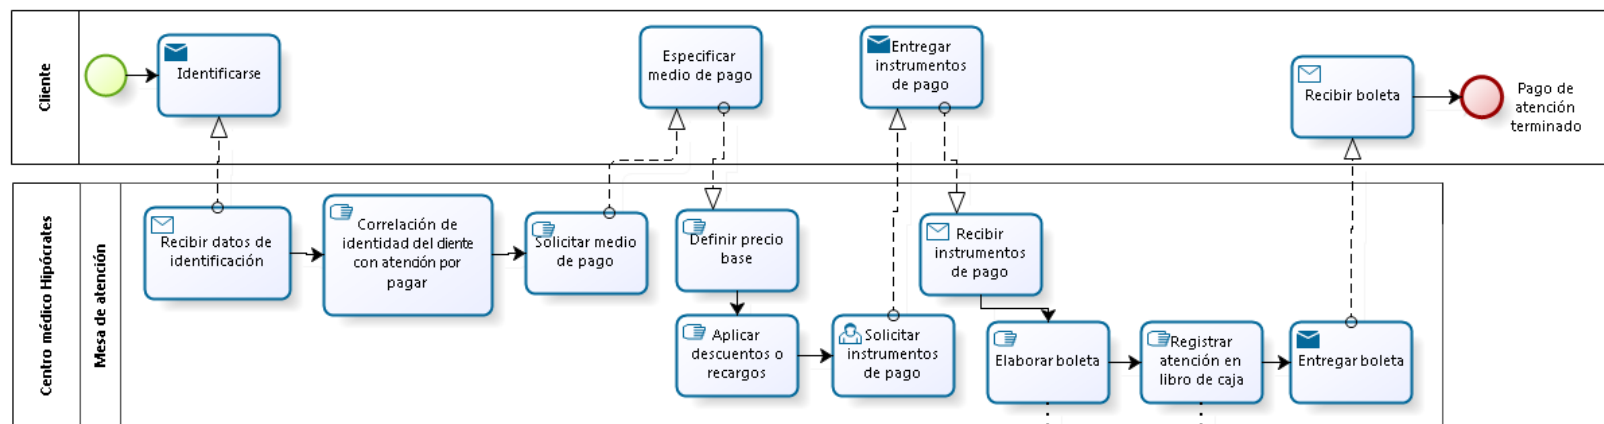 Cliente
Identificarse
Especificar
medio de pago
Entregar
instrumentos
de pago
Recibir boleta
Pago de
atención
terminado
Centro médico Hipócrates
Mesa de atención
Recibir datos de
identificación
Correlación de
identidad del cliente
con atención por
pagar
Solicitar medio
de pago
Definir precio
base
Recibir
instrumentos
de pago
Aplicar
descuentos o
recargos
Solicitar
instrumentos
de pago
Elaborar boleta
Registrar
atención en
libro de caja
Entregar boleta